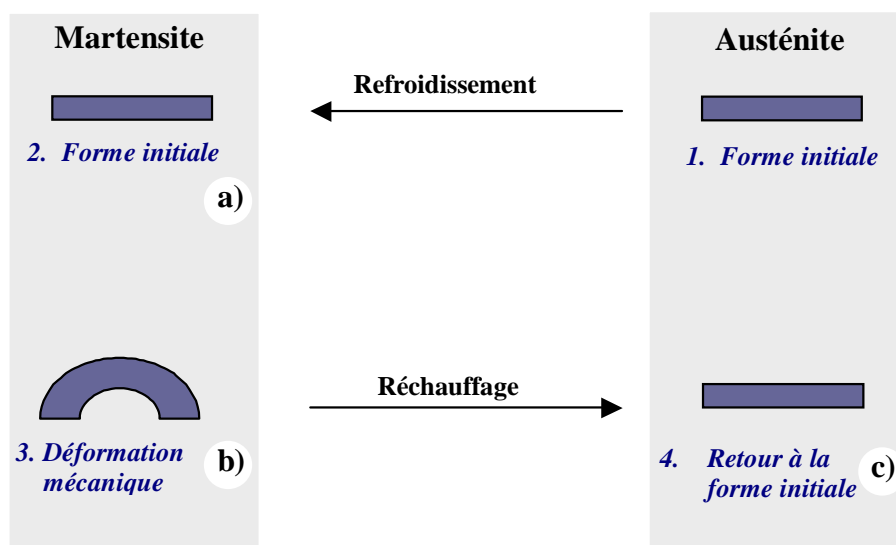 Martensite
Austénite
Refroidissement
2. Forme initiale
1. Forme initiale
a)
Réchauffage
3. Déformation
mécanique
b)
4. Retour à la
forme initiale
c)